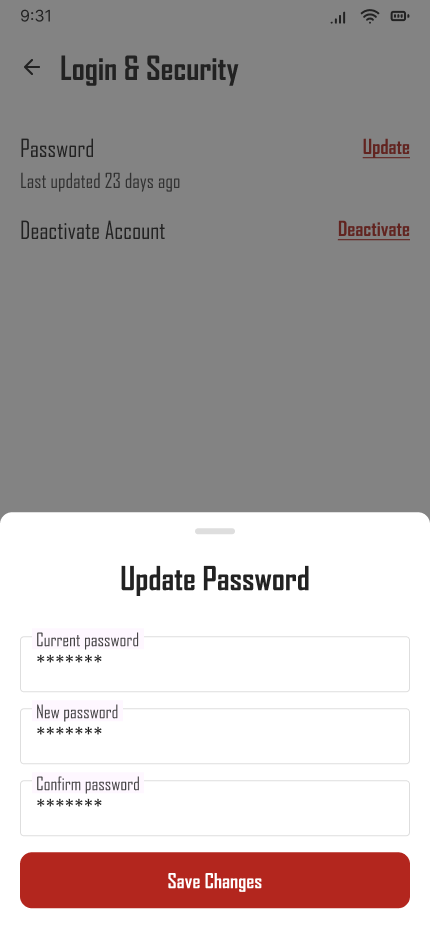 9:31
Login & Security
Password
Update
Last updated 23 days ago
Deactivate Account
Deactivate
Update Password
Current password
*******
New password
*******
Confirm password
*******
Save Changes